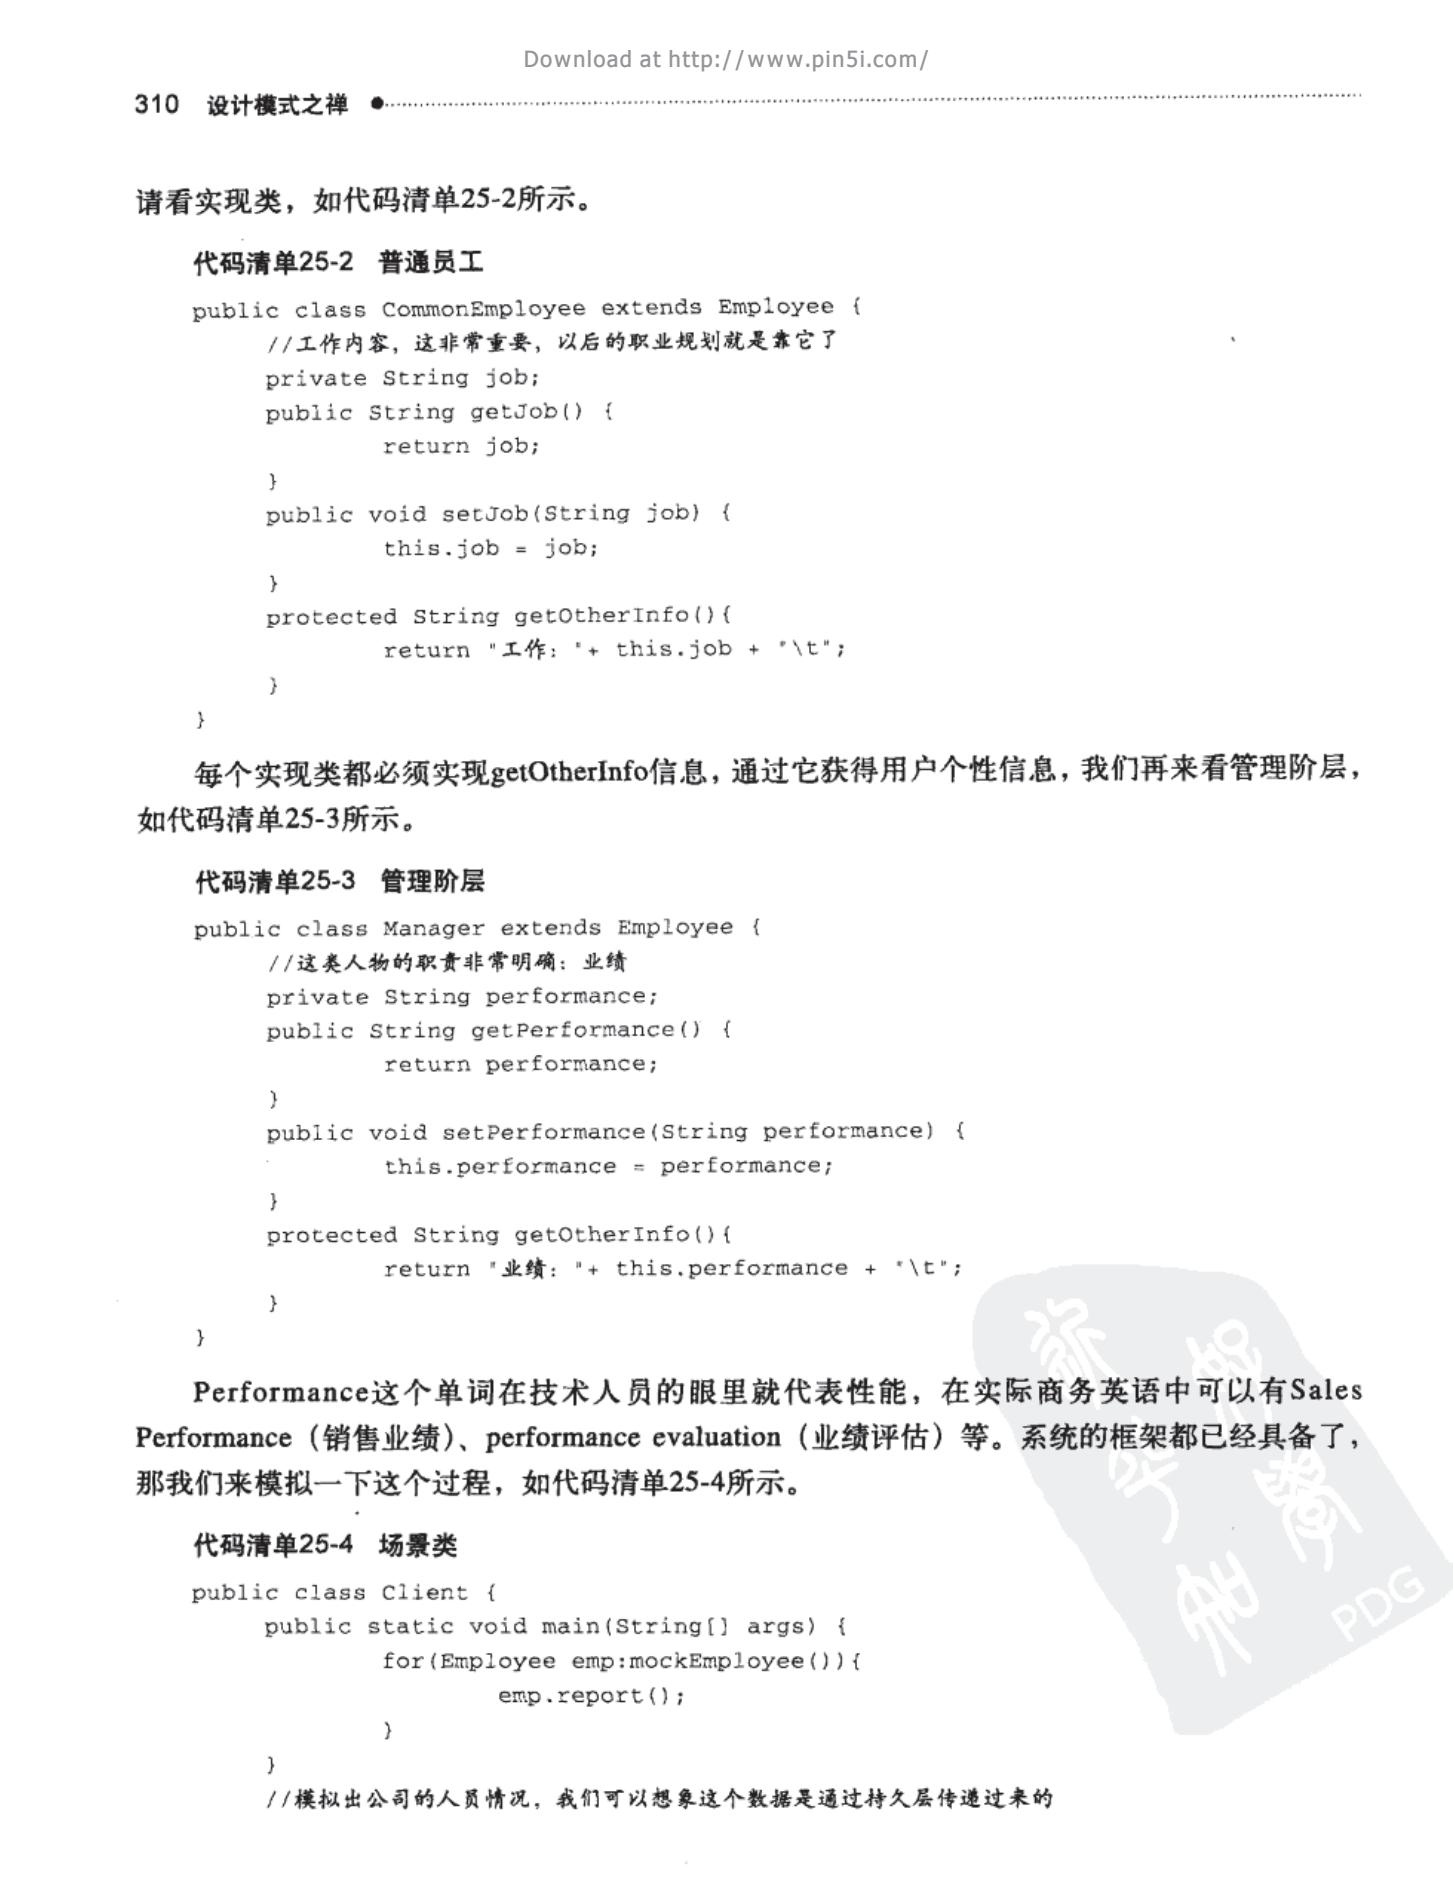 Download at http://www.pin5i.com/
310 设计模式之禅
请看实现类，如代码清单25-2所示。
代码清单25-2 普通员工
public class CommonEmployee extends Employee {
//工作内容，这非常重要，以后的职业规划就是靠它了
private String job;
public String getJob() {
return job;
}
public void setJob(String job) {
this.job = job;
}
protected String getOtherInfo(){
return "工作："+ this.job + "\t";
}
}
每个实现类都必须实现getOtherInfo信息，通过它获得用户个性信息，我们再来看管理阶层，
如代码清单25-3所示。
代码清单25-3 管理阶层
public class Manager extends Employee {
//这类人物的职责非常明确：业绩
private String performance;
public String getPerformance() {
return performance;
}
public void setPerformance(String performance) {
this.performance = performance;
}
protected String getOtherInfo(){
return "业绩："+ this.performance + "\t";
}
}
Performance这个单词在技术人员的眼里就代表性能，在实际商务英语中可以有Sales
Performance（销售业绩）、performance evaluation（业绩评估）等。系统的框架都已经具备了，
那我们来模拟一下这个过程，如代码清单25-4所示。
代码清单25-4 场景类
public class Client {
public static void main(String[] args) {
for(Employee emp:mockEmployee()){
emp.report();
}
}
//模拟出公司的人员情况，我们可以想象这个数据是通过持久层传递过来的
PDG